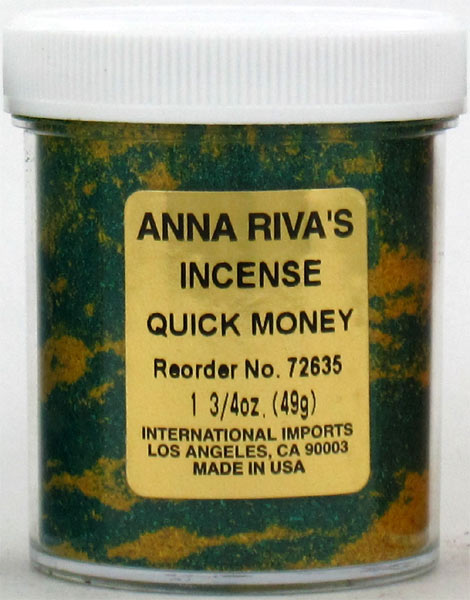 ANNA RIVA'S
INCENSE
QUICK MONEY
Reorder No. 72635
1 3/4oz. (49g)
INTERNATIONAL IMPORTS
LOS ANGELES, CA 90003
MADE IN USA